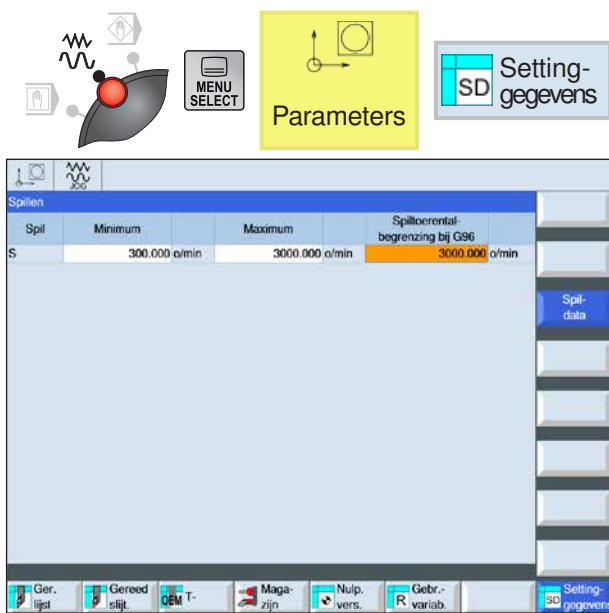 MENU
SELECT
Parameters
SD
Setting-
gegevens
JOG
Spillen
Spil
Minimum
Maximum
Spiltoerental-
begrenzing bij G96
S
300.000 o/min
3000.000 o/min
3000.000 o/min
Spil-
data
Ger.
lijst
Gereed
slijt.
OEM T-
Maga-
zijn
Nulp.
vers.
R
Gebr.-
variab.
SD
Setting-
gegevens